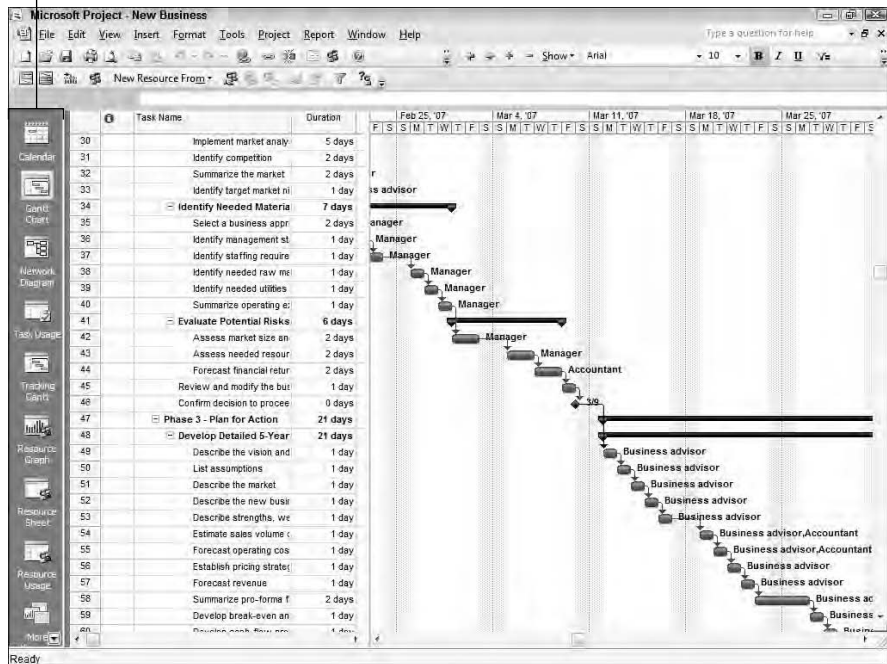 Microsoft Project - New Business
File Edit View Insert Format Tools Project Report Window Help
Type a question for help
Show Arial 10 B I U
New Resource From
Task Name Duration
Feb 25, '07 Mar 4, '07 Mar 11, '07 Mar 18, '07 Mar 25, '07
F S S M T W T F S S M T W T F S S M T W T F S S M T W T F S S M T W T F S
Calendar
Gantt Chart
Network Diagram
Task Usage
Tracking Gantt
Resource Graph
Resource Sheet
Resource Usage
More
30 Implement market analy 5 days
31 Identify competition 2 days
32 Summarize the market 2 days r
33 Identify target market ni 1 day ss advisor
34 Identify Needed Materia 7 days
35 Select a business appr 2 days anager
36 Identify management st 1 day Manager
37 Identify staffing require 1 day Manager
38 Identify needed raw ma 1 day Manager
39 Identify needed utilities 1 day Manager
40 Summarize operating e 1 day Manager
41 Evaluate Potential Risks 6 days
42 Assess market size an 2 days Manager
43 Assess needed resour 2 days Manager
44 Forecast financial retur 2 days Accountant
45 Review and modify the bus 1 day
46 Confirm decision to procee 0 days 3/9
47 Phase 3 - Plan for Action 21 days
48 Develop Detailed 5-Year 21 days
49 Describe the vision and 1 day Business advisor
50 List assumptions 1 day Business advisor
51 Describe the market 1 day Business advisor
52 Describe the new busin 1 day Business advisor
53 Describe strengths, we 1 day Business advisor
54 Estimate sales volume 1 day Business advisor,Accountant
55 Forecast operating cos 1 day Business advisor,Accountant
56 Establish pricing strateg 1 day Business advisor
57 Forecast revenue 1 day Business advisor
58 Summarize pro-forma f 2 days Business ac
59 Develop break-even an 1 day Business
Ready